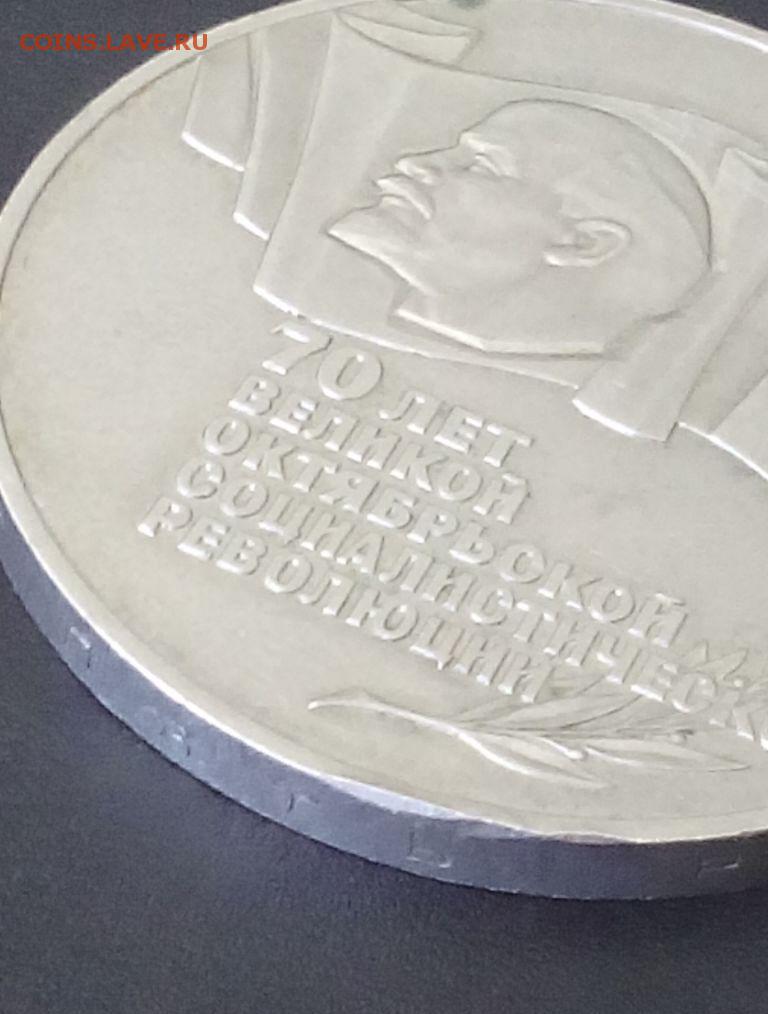 COINS.LAVE.RU
70 ЛЕТ
ВЕЛИКОЙ
ОКТЯБРЬСКОЙ
СОЦИАЛИСТИЧЕСК
РЕВОЛЮЦИИ